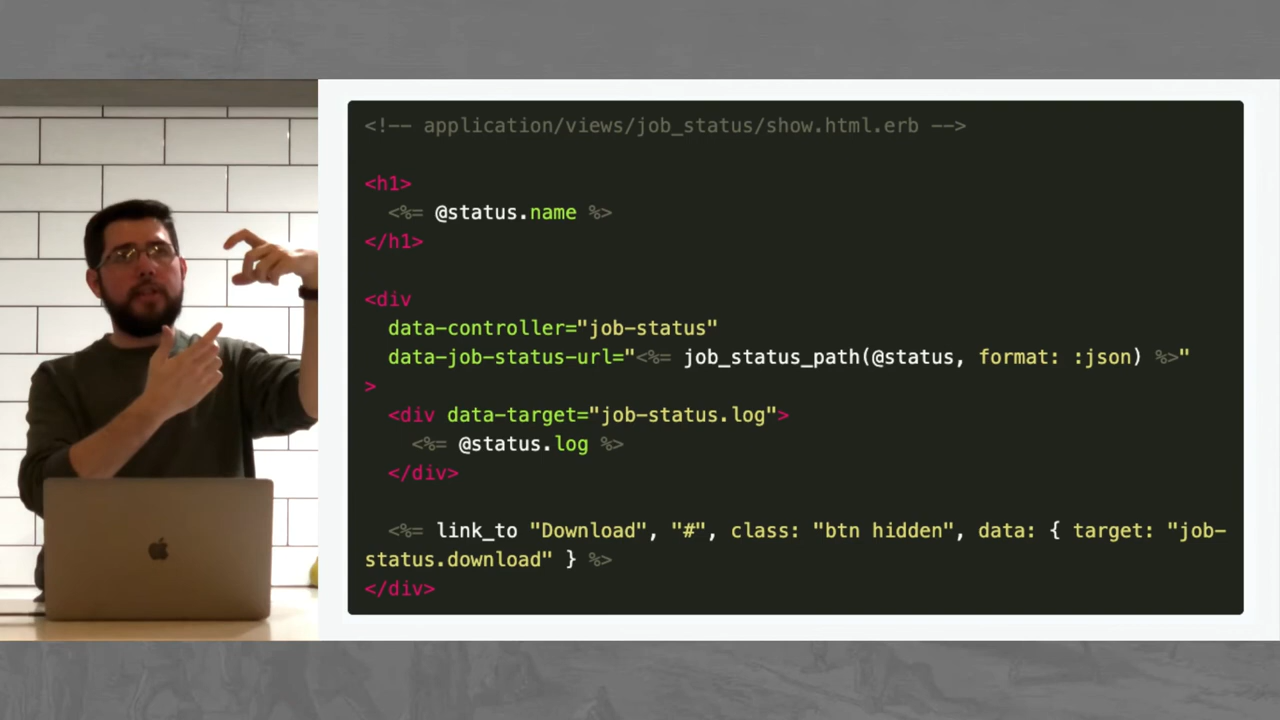 <!-- application/views/job_status/show.html.erb -->
<h1>
<%= @status.name %>
</h1>
<div
data-controller="job-status"
data-job-status-url="<%= job_status_path(@status, format: :json) %>"
>
<div data-target="job-status.log">
<%= @status.log %>
</div>
<%= link_to "Download", "#", class: "btn hidden", data: { target: "job-
status.download" } %>
</div>